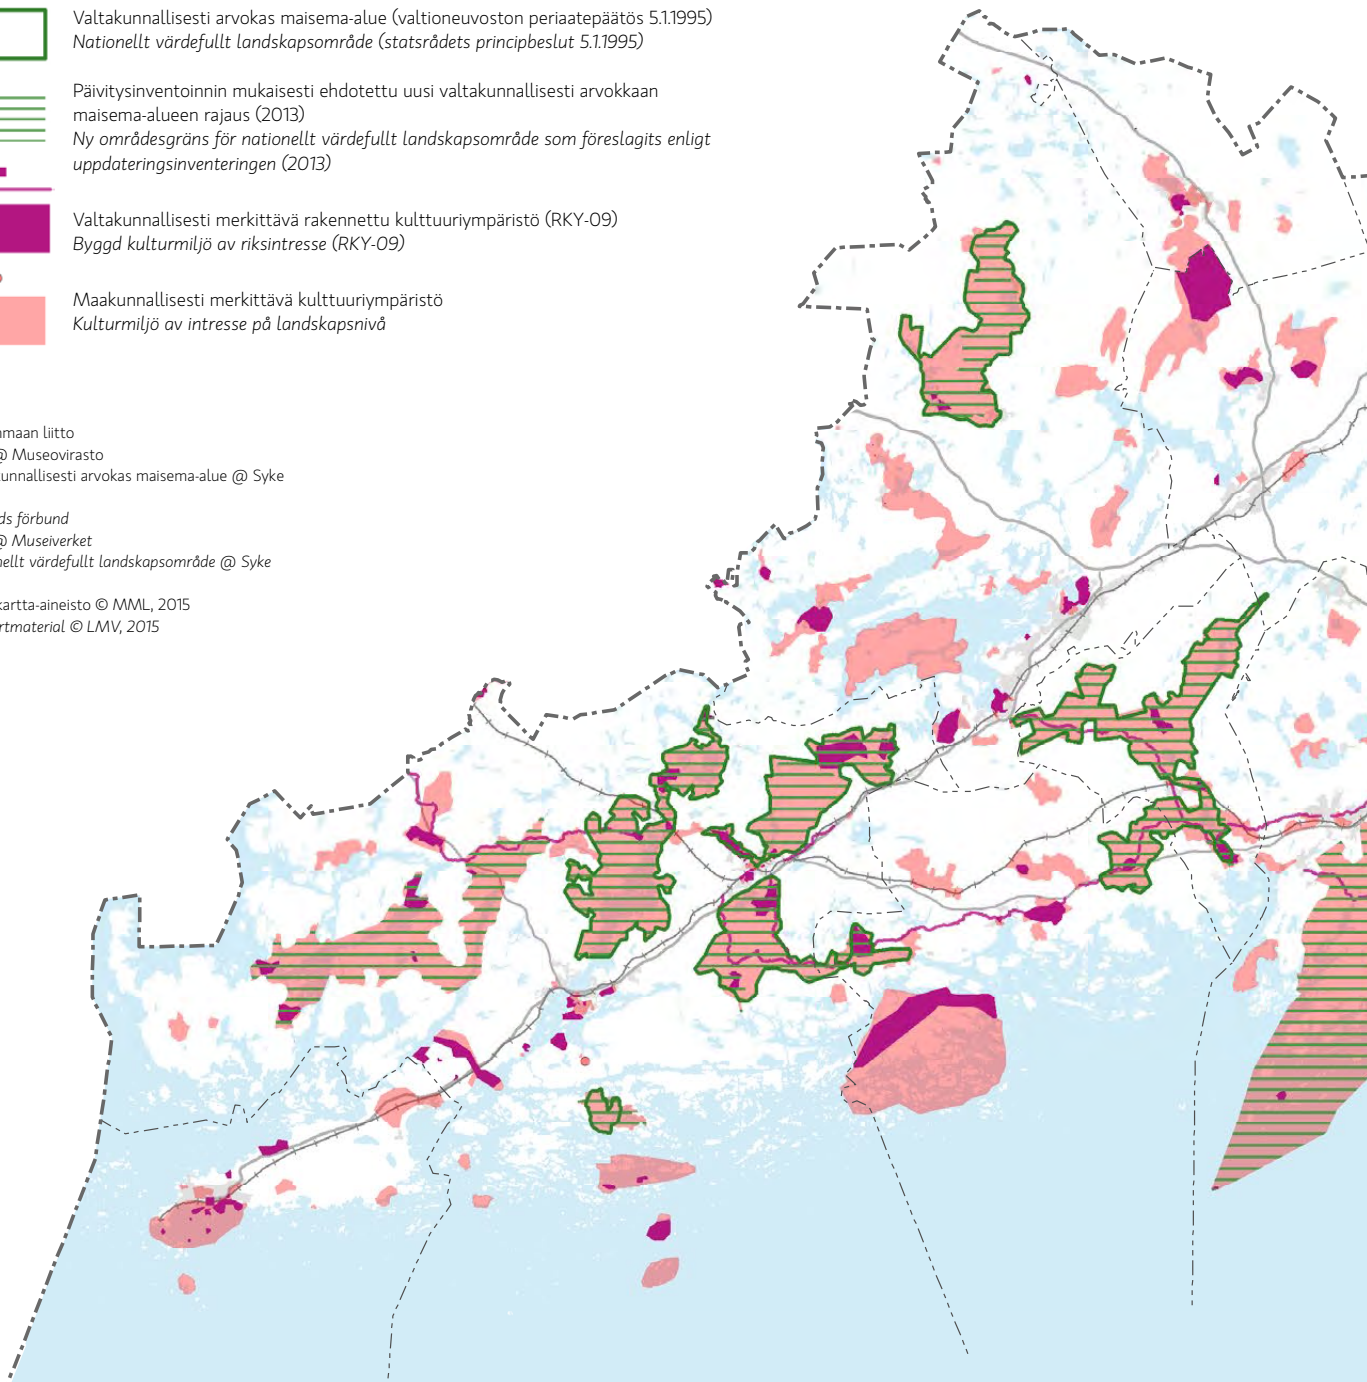 Valtakunnallisesti arvokas maisema-alue (valtioneuvoston periaatepäätös 5.1.1995)
Nationellt värdefullt landskapsområde (statsrådets principbeslut 5.1.1995)
Päivitysinventoinnin mukaisesti ehdotettu uusi valtakunnallisesti arvokkaan
maisema-alueen rajaus (2013)
Ny områdesgräns för nationellt värdefullt landskapsområde som föreslagits enligt
uppdateringsinventeringen (2013)
Valtakunnallisesti merkittävä rakennettu kulttuuriympäristö (RKY-09)
Byggd kulturmiljö av riksintresse (RKY-09)
Maakunnallisesti merkittävä kulttuuriympäristö
Kulturmiljö av intresse på landskapsnivå
maan liitto
@ Museovirasto
unnallisesti arvokas maisema-alue @ Syke
ds förbund
@ Museiverket
nellt värdefullt landskapsområde @ Syke
kartta-aineisto © MML, 2015
rtmaterial © LMV, 2015